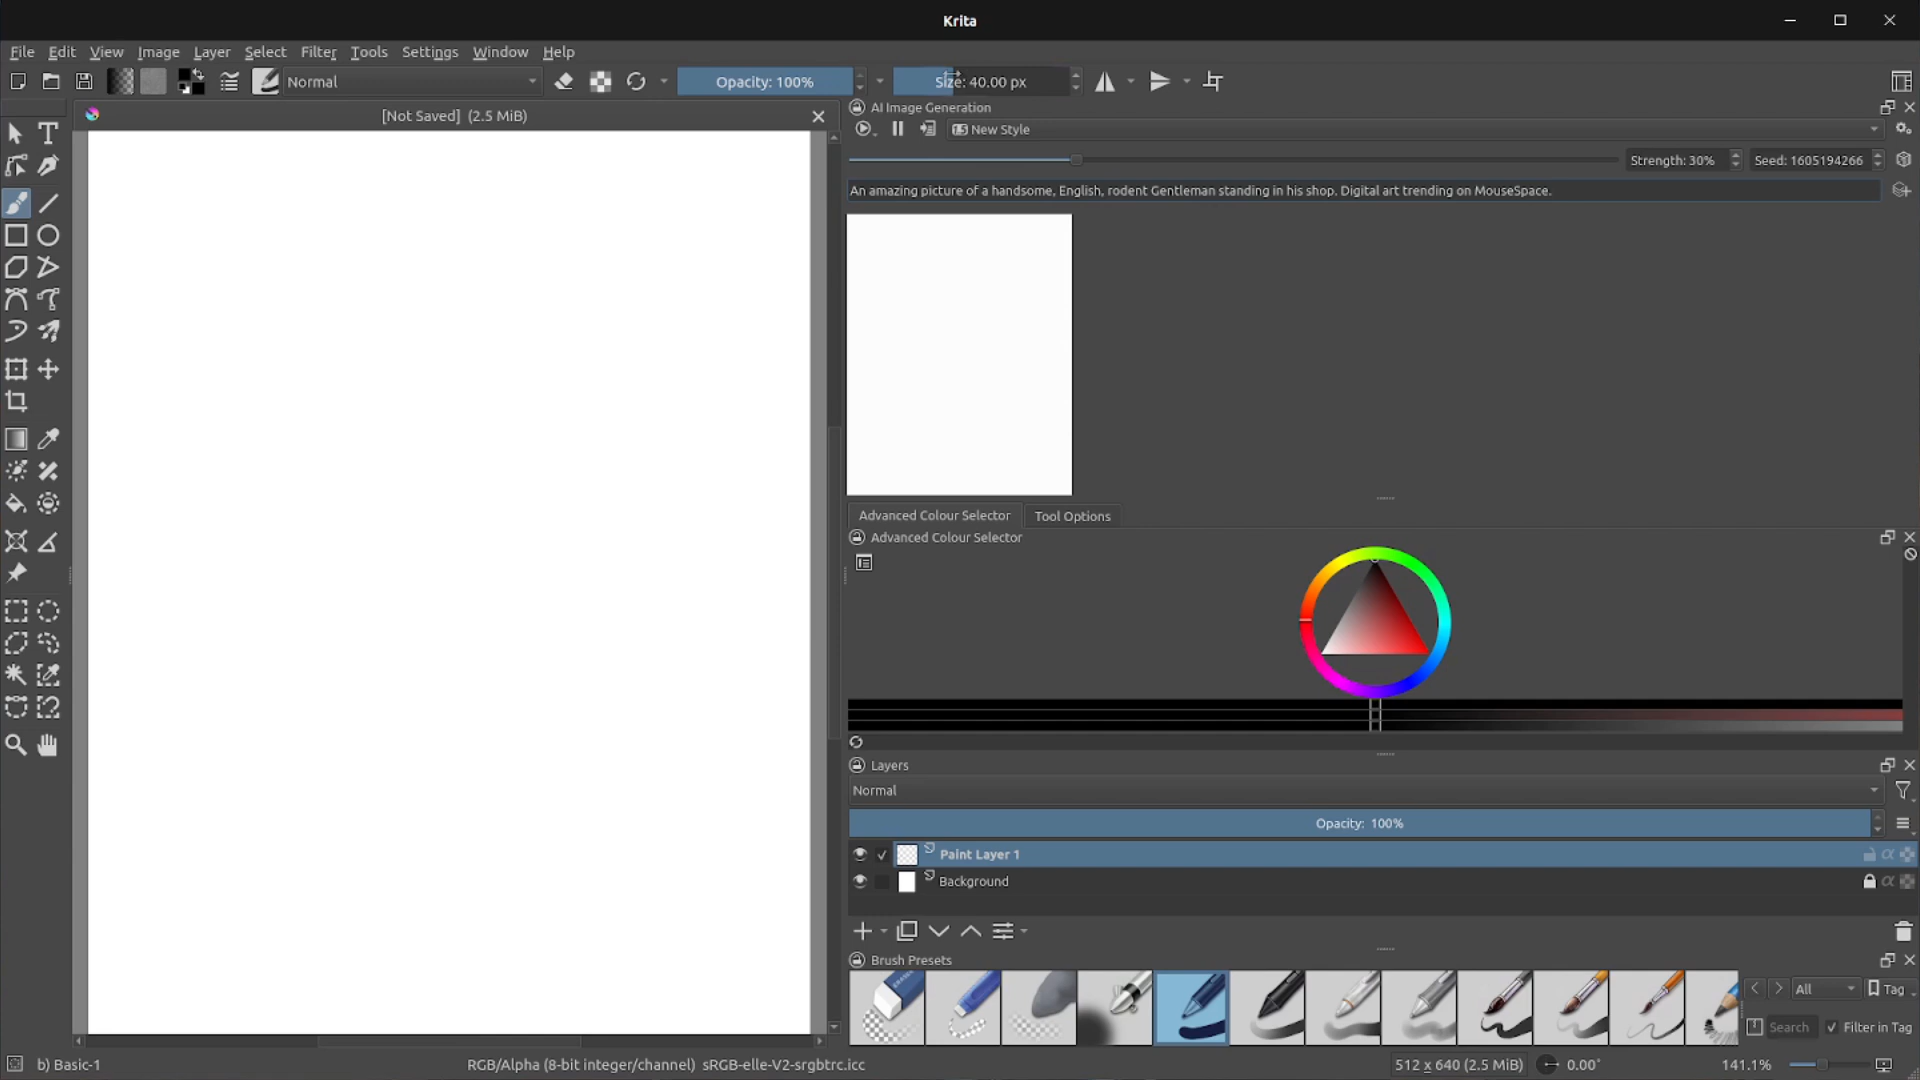 Krita
File Edit View Image Layer Select Filter Tools Settings Window Help
Normal Opacity: 100% Size: 40.00 px
[Not Saved] (2.5 MiB)
AI Image Generation
1.5 New Style
Strength: 30% Seed: 1605194266
An amazing picture of a handsome, English, rodent Gentleman standing in his shop. Digital art trending on MouseSpace.
Advanced Colour Selector Tool Options
Advanced Colour Selector
Layers
Normal
Opacity: 100%
Paint Layer 1
Background
Brush Presets
All Tag
Search Filter in Tag
b) Basic-1 RGB/Alpha (8-bit integer/channel) sRGB-elle-V2-srgbtrc.icc 512 x 640 (2.5 MiB) 0.00° 141.1%